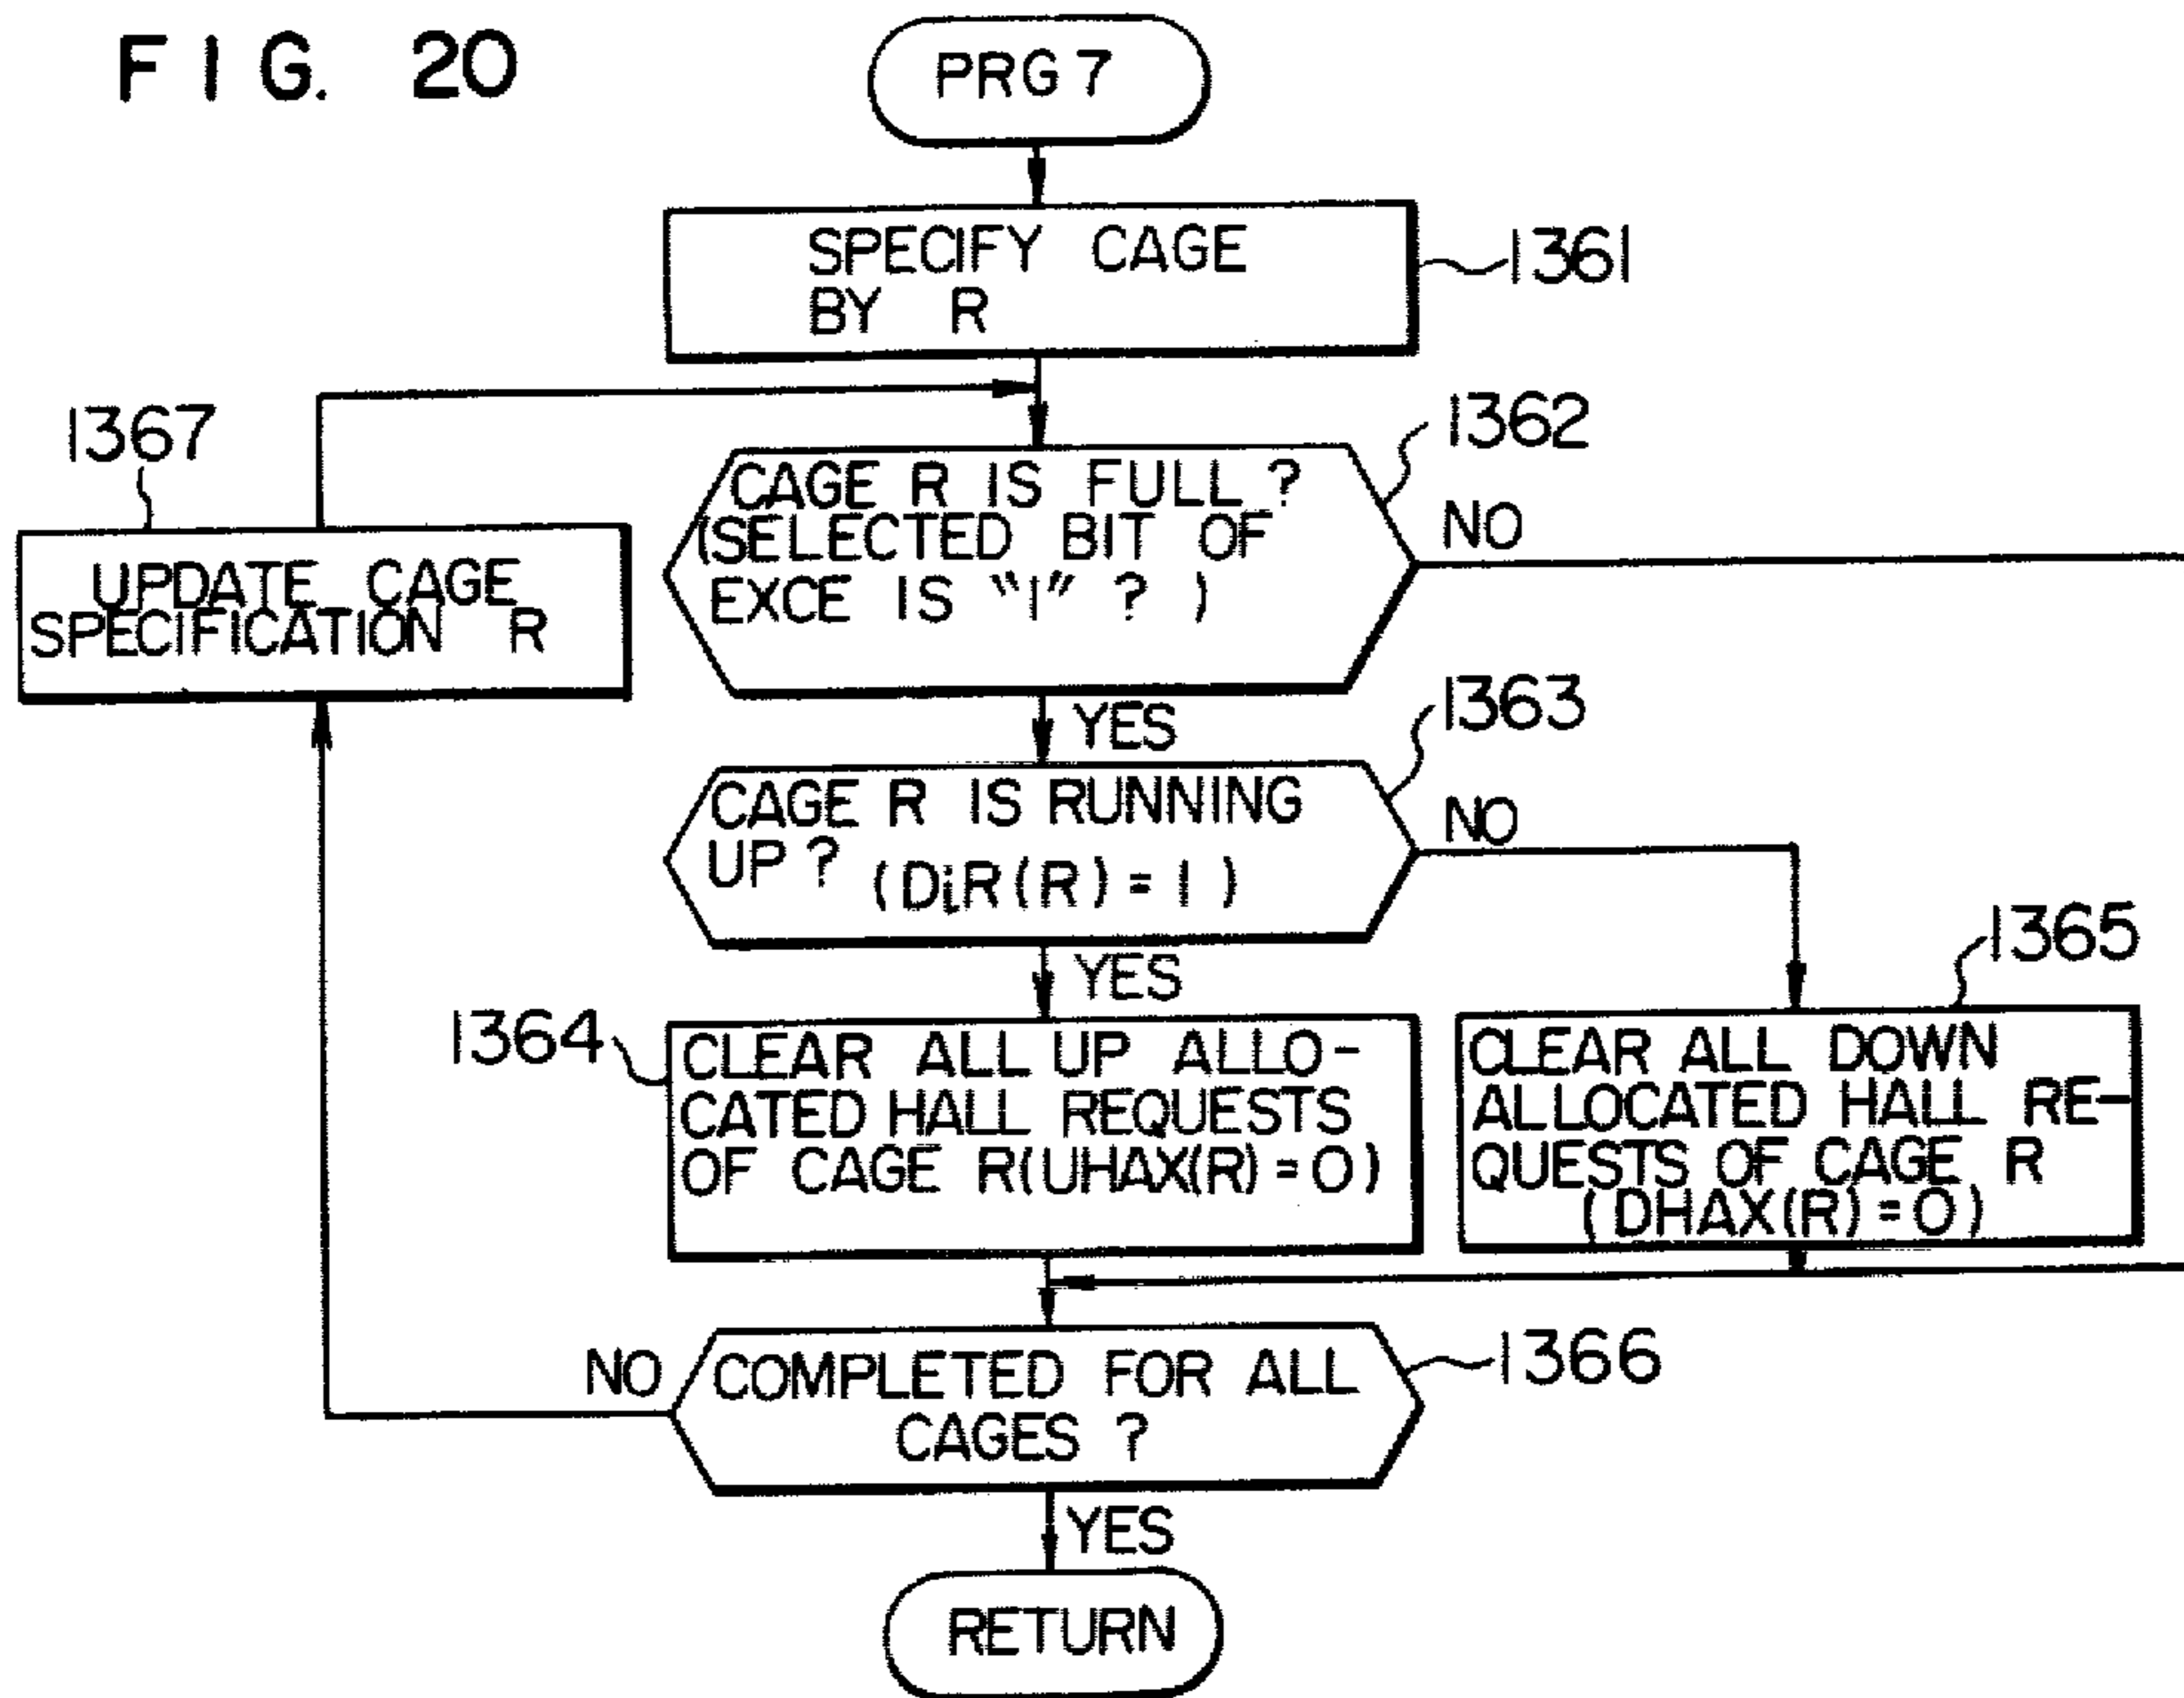 FIG. 20
PRG 7
SPECIFY CAGE
BY R
1361
1367
1362
CAGE R IS FULL ?
(SELECTED BIT OF
EXCE IS "1" ? )
NO
UPDATE CAGE
SPECIFICATION R
YES
1363
CAGE R IS RUNNING
UP ? (DiR(R) = 1 )
NO
YES
1365
1364
CLEAR ALL UP ALLO-
CATED HALL REQUESTS
OF CAGE R(UHAX(R) = 0)
CLEAR ALL DOWN
ALLOCATED HALL RE-
QUESTS OF CAGE R
(DHAX(R) = 0)
NO
COMPLETED FOR ALL
CAGES ?
1366
YES
RETURN